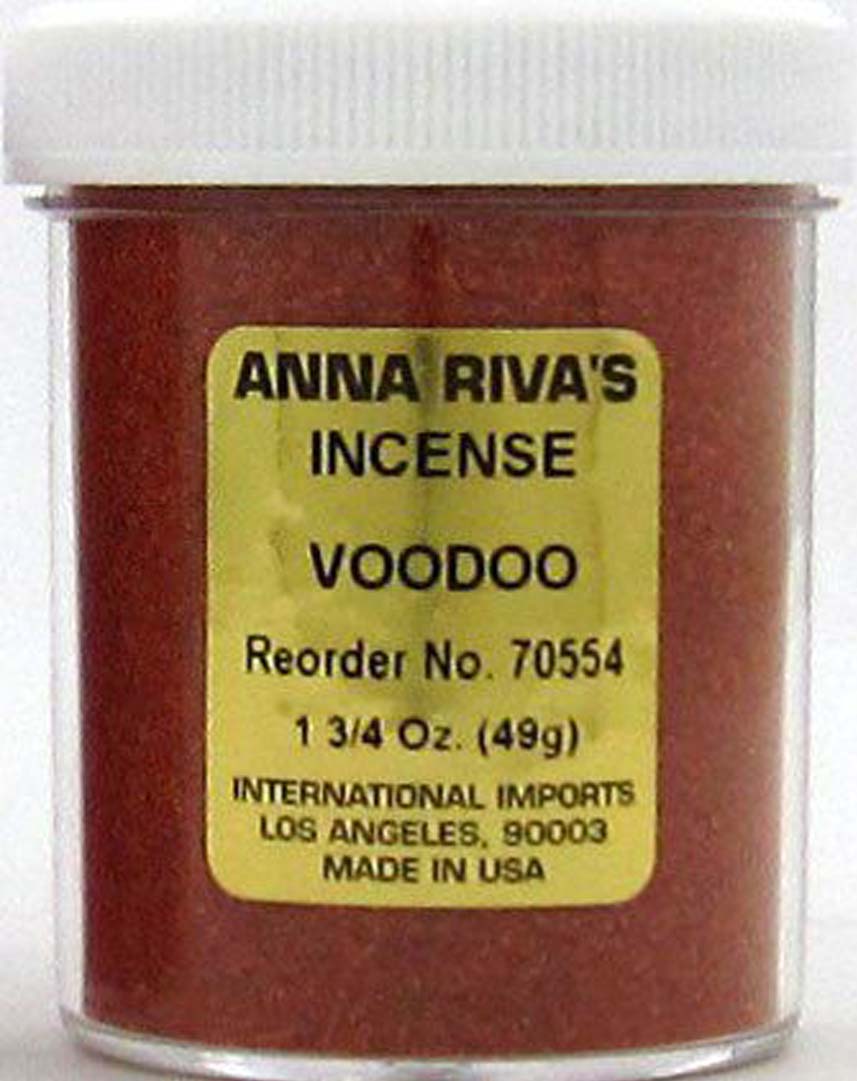 ANNA RIVA'S
INCENSE
VOODOO
Reorder No. 70554
1 3/4 Oz. (49g)
INTERNATIONAL IMPORTS
LOS ANGELES, 90003
MADE IN USA